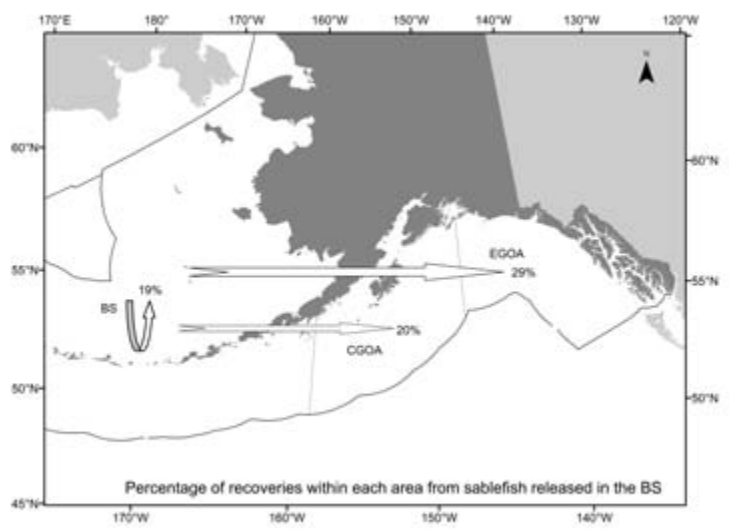 170°E 180° 170°W 160°W 150°W 140°W 130°W 120°W
N
60°N 60°N
EGOA
55°N 29% 55°N
19%
BS
20%
CGOA
50°N 50°N
Percentage of recoveries within each area from sablefish released in the BS
45°N
170°W 160°W 150°W 140°W